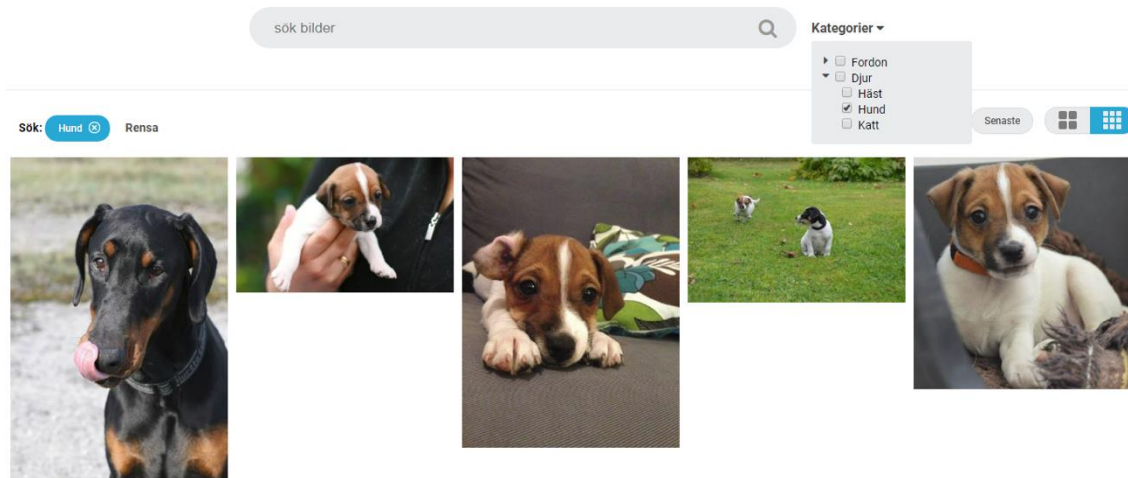 sök bilder
Kategorier
Fordon
Djur
Häst
Hund
Katt
Sök: Hund Rensa
Senaste